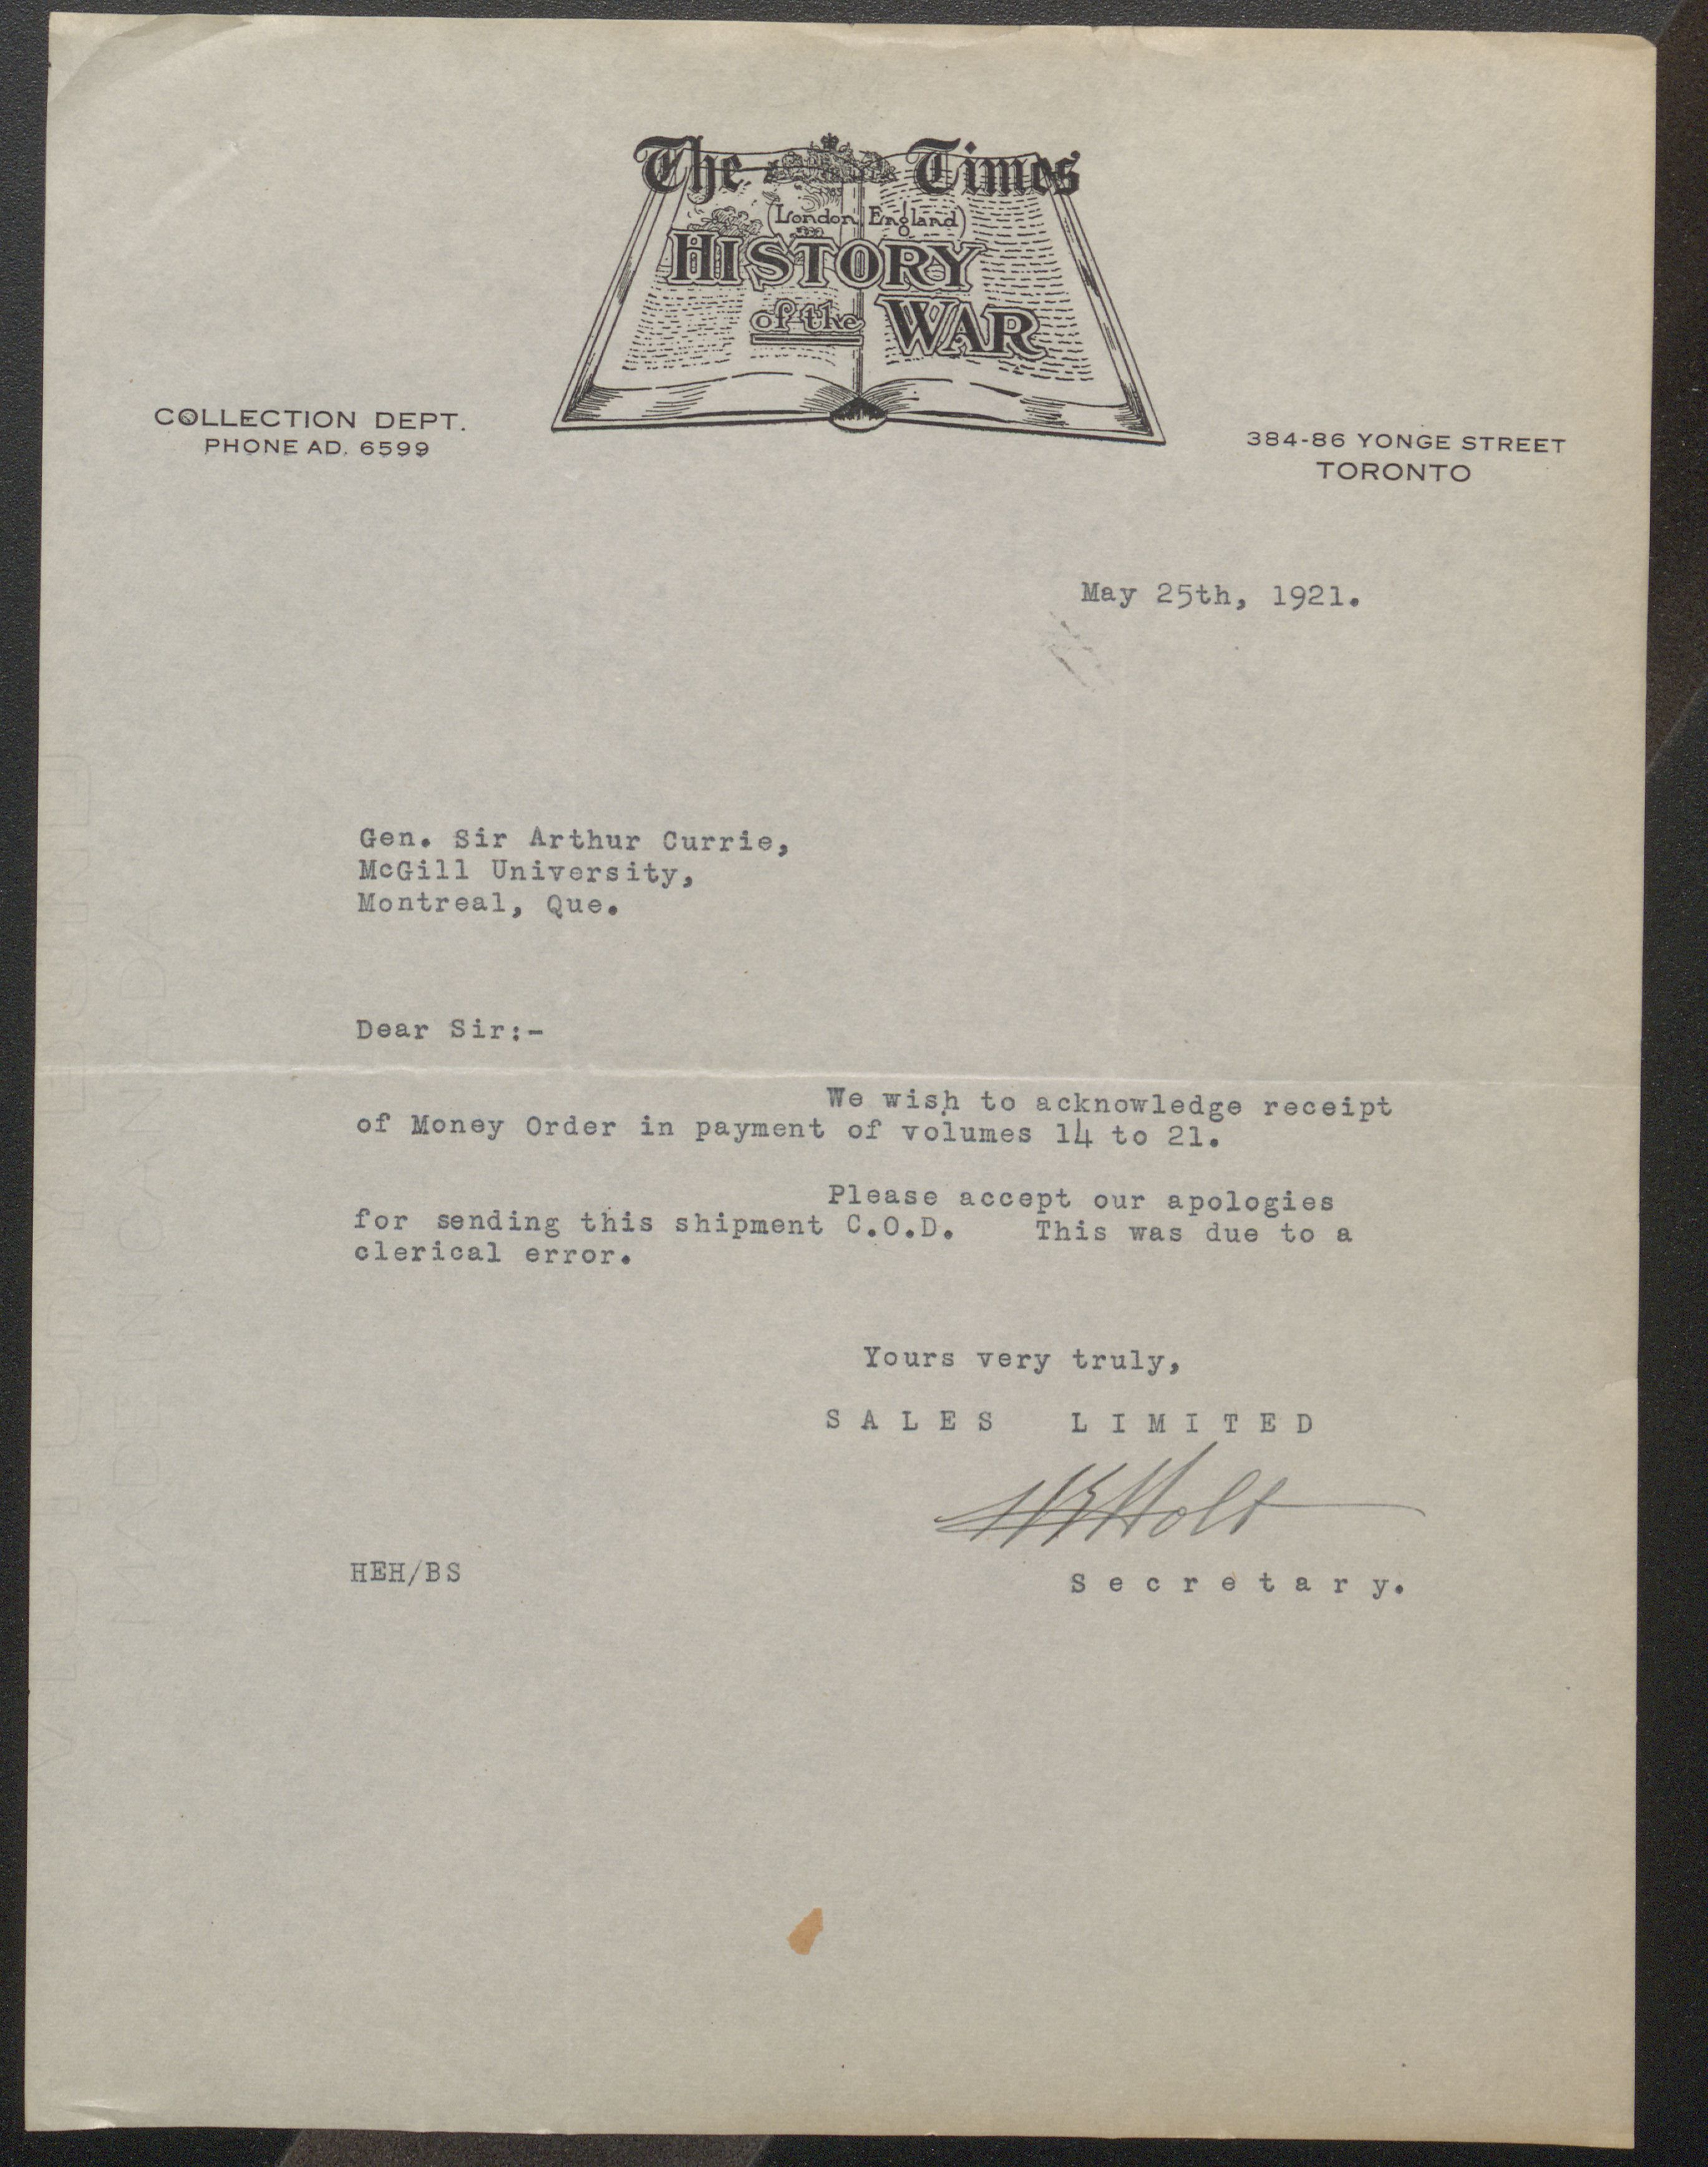 The Times
(London England)
HISTORY
of the WAR
COLLECTION DEPT.
PHONE AD. 6599
384-86 YONGE STREET
TORONTO
May 25th, 1921.
Gen. Sir Arthur Currie,
McGill University,
Montreal, Que.
Dear Sir:-
We wish to acknowledge receipt
of Money Order in payment of volumes 14 to 21.
Please accept our apologies
for sending this shipment C.O.D. This was due to a
clerical error.
Yours very truly,
SALES LIMITED
HE Holt
HEH/BS
Secretary.